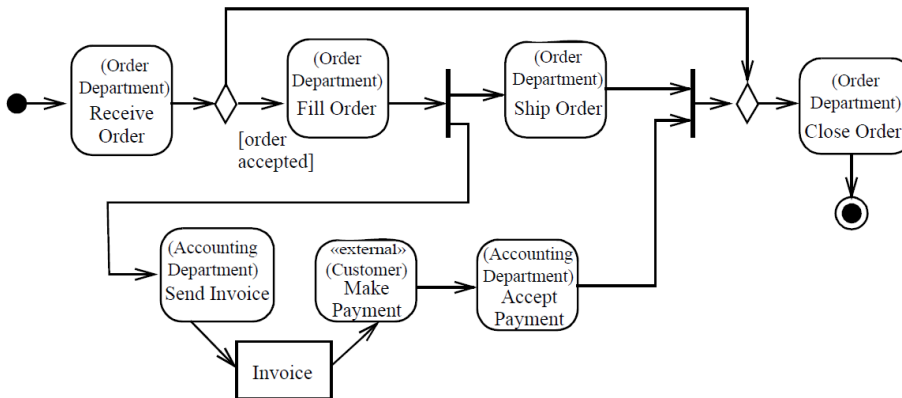 (Order
Department)
Receive
Order
[order
accepted]
(Order
Department)
Fill Order
(Order
Department)
Ship Order
(Order
Department)
Close Order
(Accounting
Department)
Send Invoice
Invoice
«external»
(Customer)
Make
Payment
(Accounting
Department)
Accept
Payment